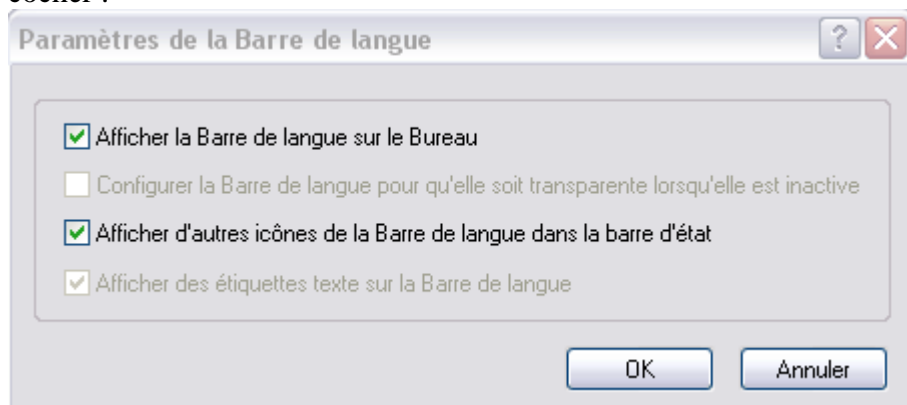 cocher :
Paramètres de la Barre de langue
Afficher la Barre de langue sur le Bureau
Configurer la Barre de langue pour qu'elle soit transparente lorsqu'elle est inactive
Afficher d'autres icônes de la Barre de langue dans la barre d'état
Afficher des étiquettes texte sur la Barre de langue
OK Annuler